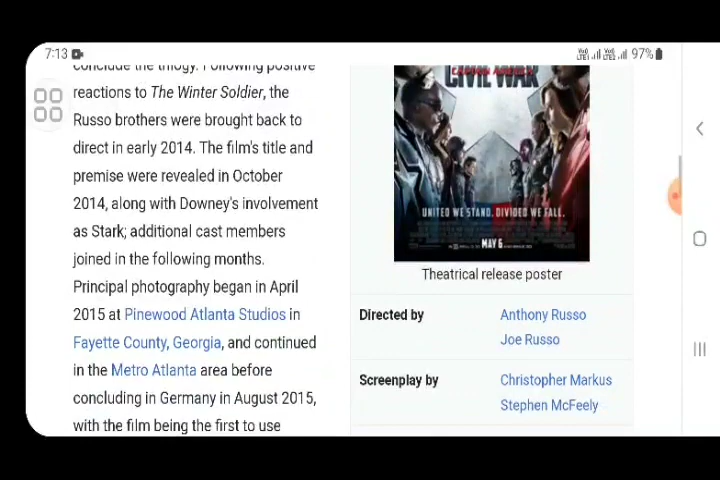 7:13
97%
conclude the trilogy. Following positive
reactions to The Winter Soldier, the
Russo brothers were brought back to
direct in early 2014. The film's title and
premise were revealed in October
2014, along with Downey's involvement
as Stark; additional cast members
joined in the following months.
Principal photography began in April
2015 at Pinewood Atlanta Studios in
Fayette County, Georgia, and continued
in the Metro Atlanta area before
concluding in Germany in August 2015,
with the film being the first to use
CAPTAIN AMERICA
CIVIL WAR
UNITED WE STAND. DIVIDED WE FALL.
MAY 6
Theatrical release poster
Directed by
Anthony Russo
Joe Russo
Screenplay by
Christopher Markus
Stephen McFeely